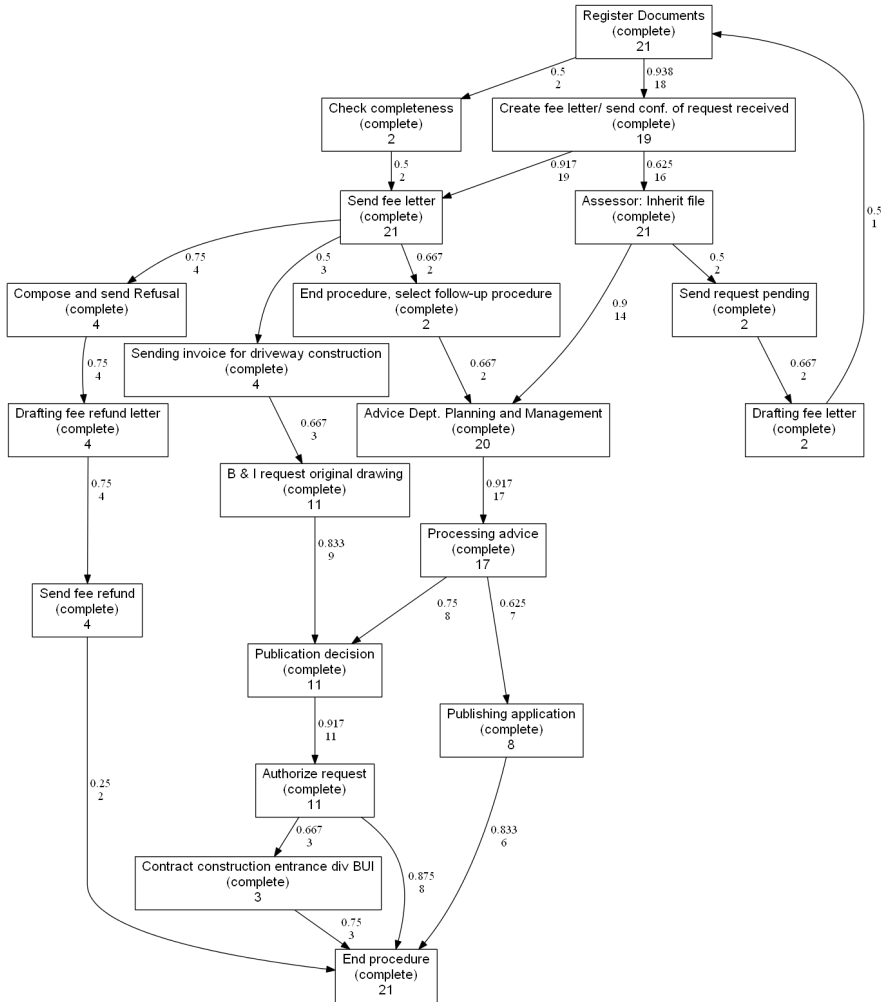 Register Documents
(complete)
21
0.5
2
0.938
18
Check completeness
(complete)
2
Create fee letter/ send conf. of request received
(complete)
19
0.5
2
0.917
19
0.625
16
0.5
1
Send fee letter
(complete)
21
Assessor: Inherit file
(complete)
21
0.75
4
0.5
3
0.667
2
0.5
2
Compose and send Refusal
(complete)
4
End procedure, select follow-up procedure
(complete)
2
0.9
14
Send request pending
(complete)
2
Sending invoice for driveway construction
(complete)
4
0.75
4
0.667
2
0.667
2
Drafting fee refund letter
(complete)
4
0.667
3
Advice Dept. Planning and Management
(complete)
20
Drafting fee letter
(complete)
2
B & I request original drawing
(complete)
11
0.75
4
0.917
17
Processing advice
(complete)
17
0.833
9
Send fee refund
(complete)
4
0.75
8
0.625
7
Publication decision
(complete)
11
Publishing application
(complete)
8
0.917
11
Authorize request
(complete)
11
0.25
2
0.667
3
0.833
6
Contract construction entrance div BUI
(complete)
3
0.875
8
0.75
3
End procedure
(complete)
21